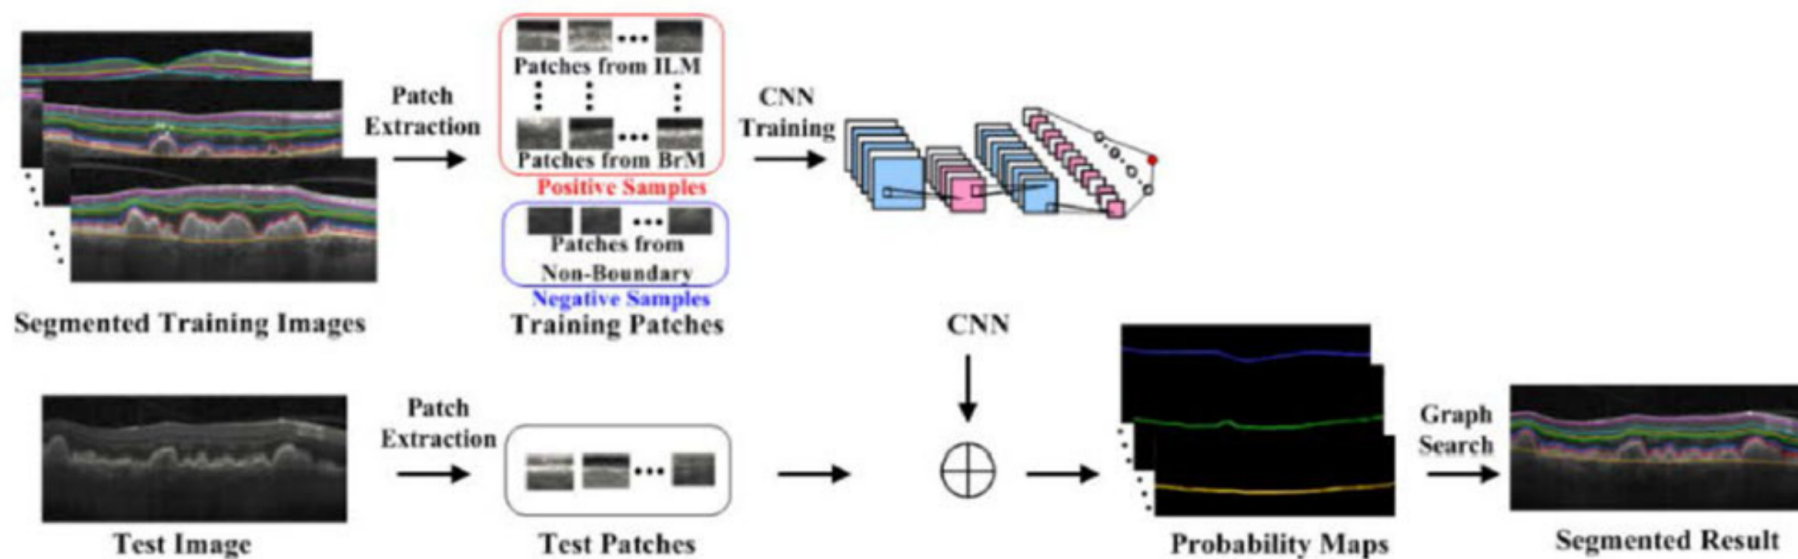 Patch
Extraction
Patches from ILM
Patches from BrM
Positive Samples
Patches from
Non-Boundary
Negative Samples
CNN
Training
Segmented Training Images
Training Patches
CNN
Patch
Extraction
Graph
Search
Test Image
Test Patches
Probability Maps
Segmented Result